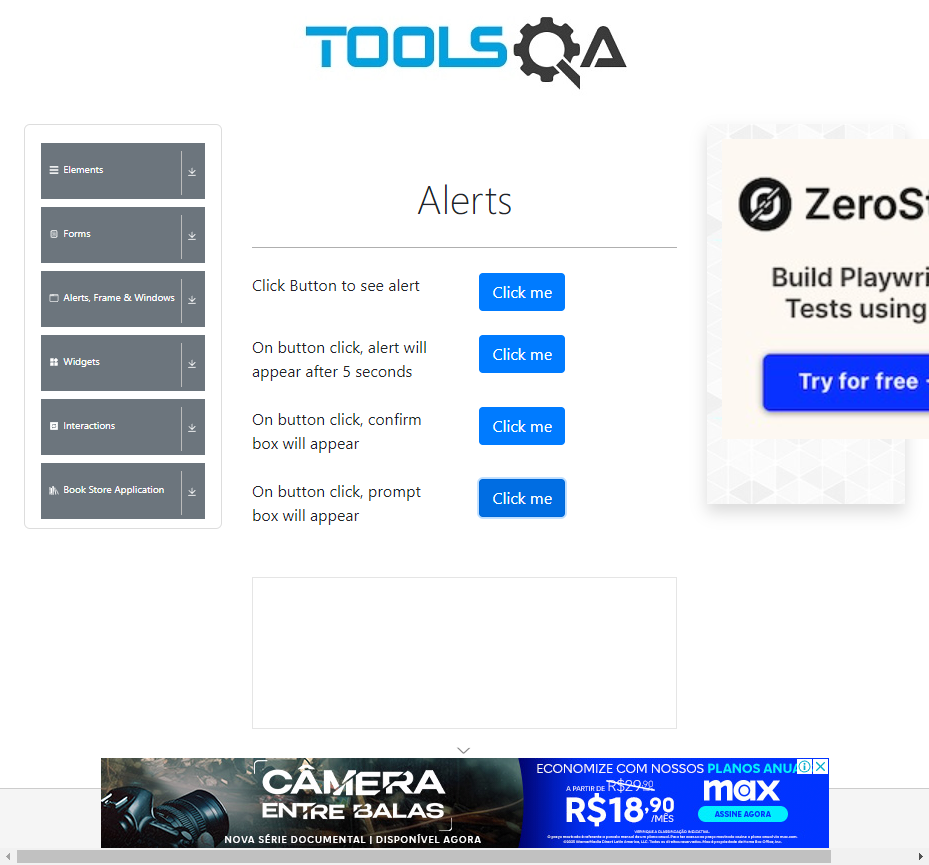 TOOLSQA
Elements
Forms
Alerts, Frame & Windows
Widgets
Interactions
Book Store Application
Alerts
Click Button to see alert
Click me
On button click, alert will
appear after 5 seconds
Click me
On button click, confirm
box will appear
Click me
On button click, prompt
box will appear
Click me
ZeroSt
Build Playwri
Tests using
Try for free
CÂMERA
ENTRE BALAS
NOVA SÉRIE DOCUMENTAL | DISPONÍVEL AGORA
ECONOMIZE COM NOSSOS PLANOS ANUA
A PARTIR DE R$29,90
R$18,90
/MÊS
max
ASSINE AGORA